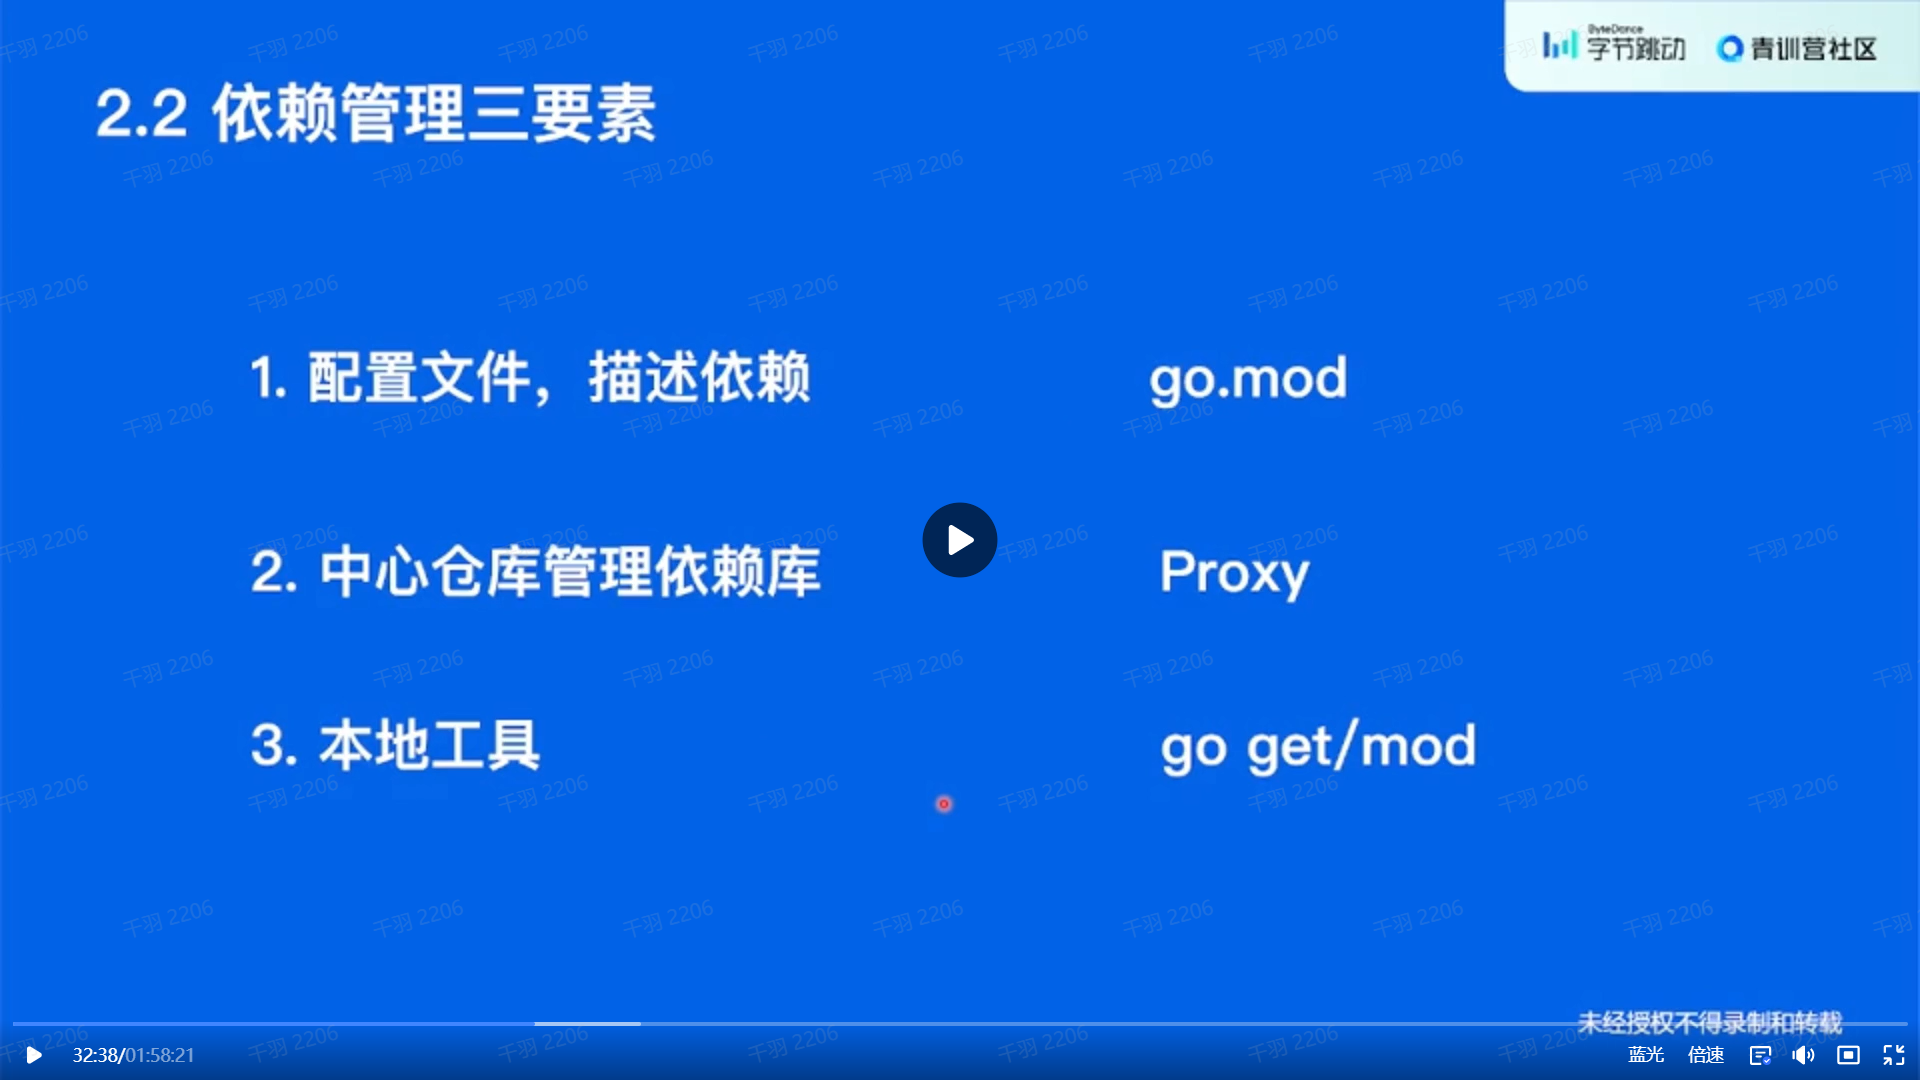 ByteDance
字节跳动 青训营社区
2.2 依赖管理三要素
1. 配置文件，描述依赖 go.mod
2. 中心仓库管理依赖库 Proxy
3. 本地工具 go get/mod
千羽 2206
未经授权不得录制和转载
32:38/01:58:21 蓝光 倍速